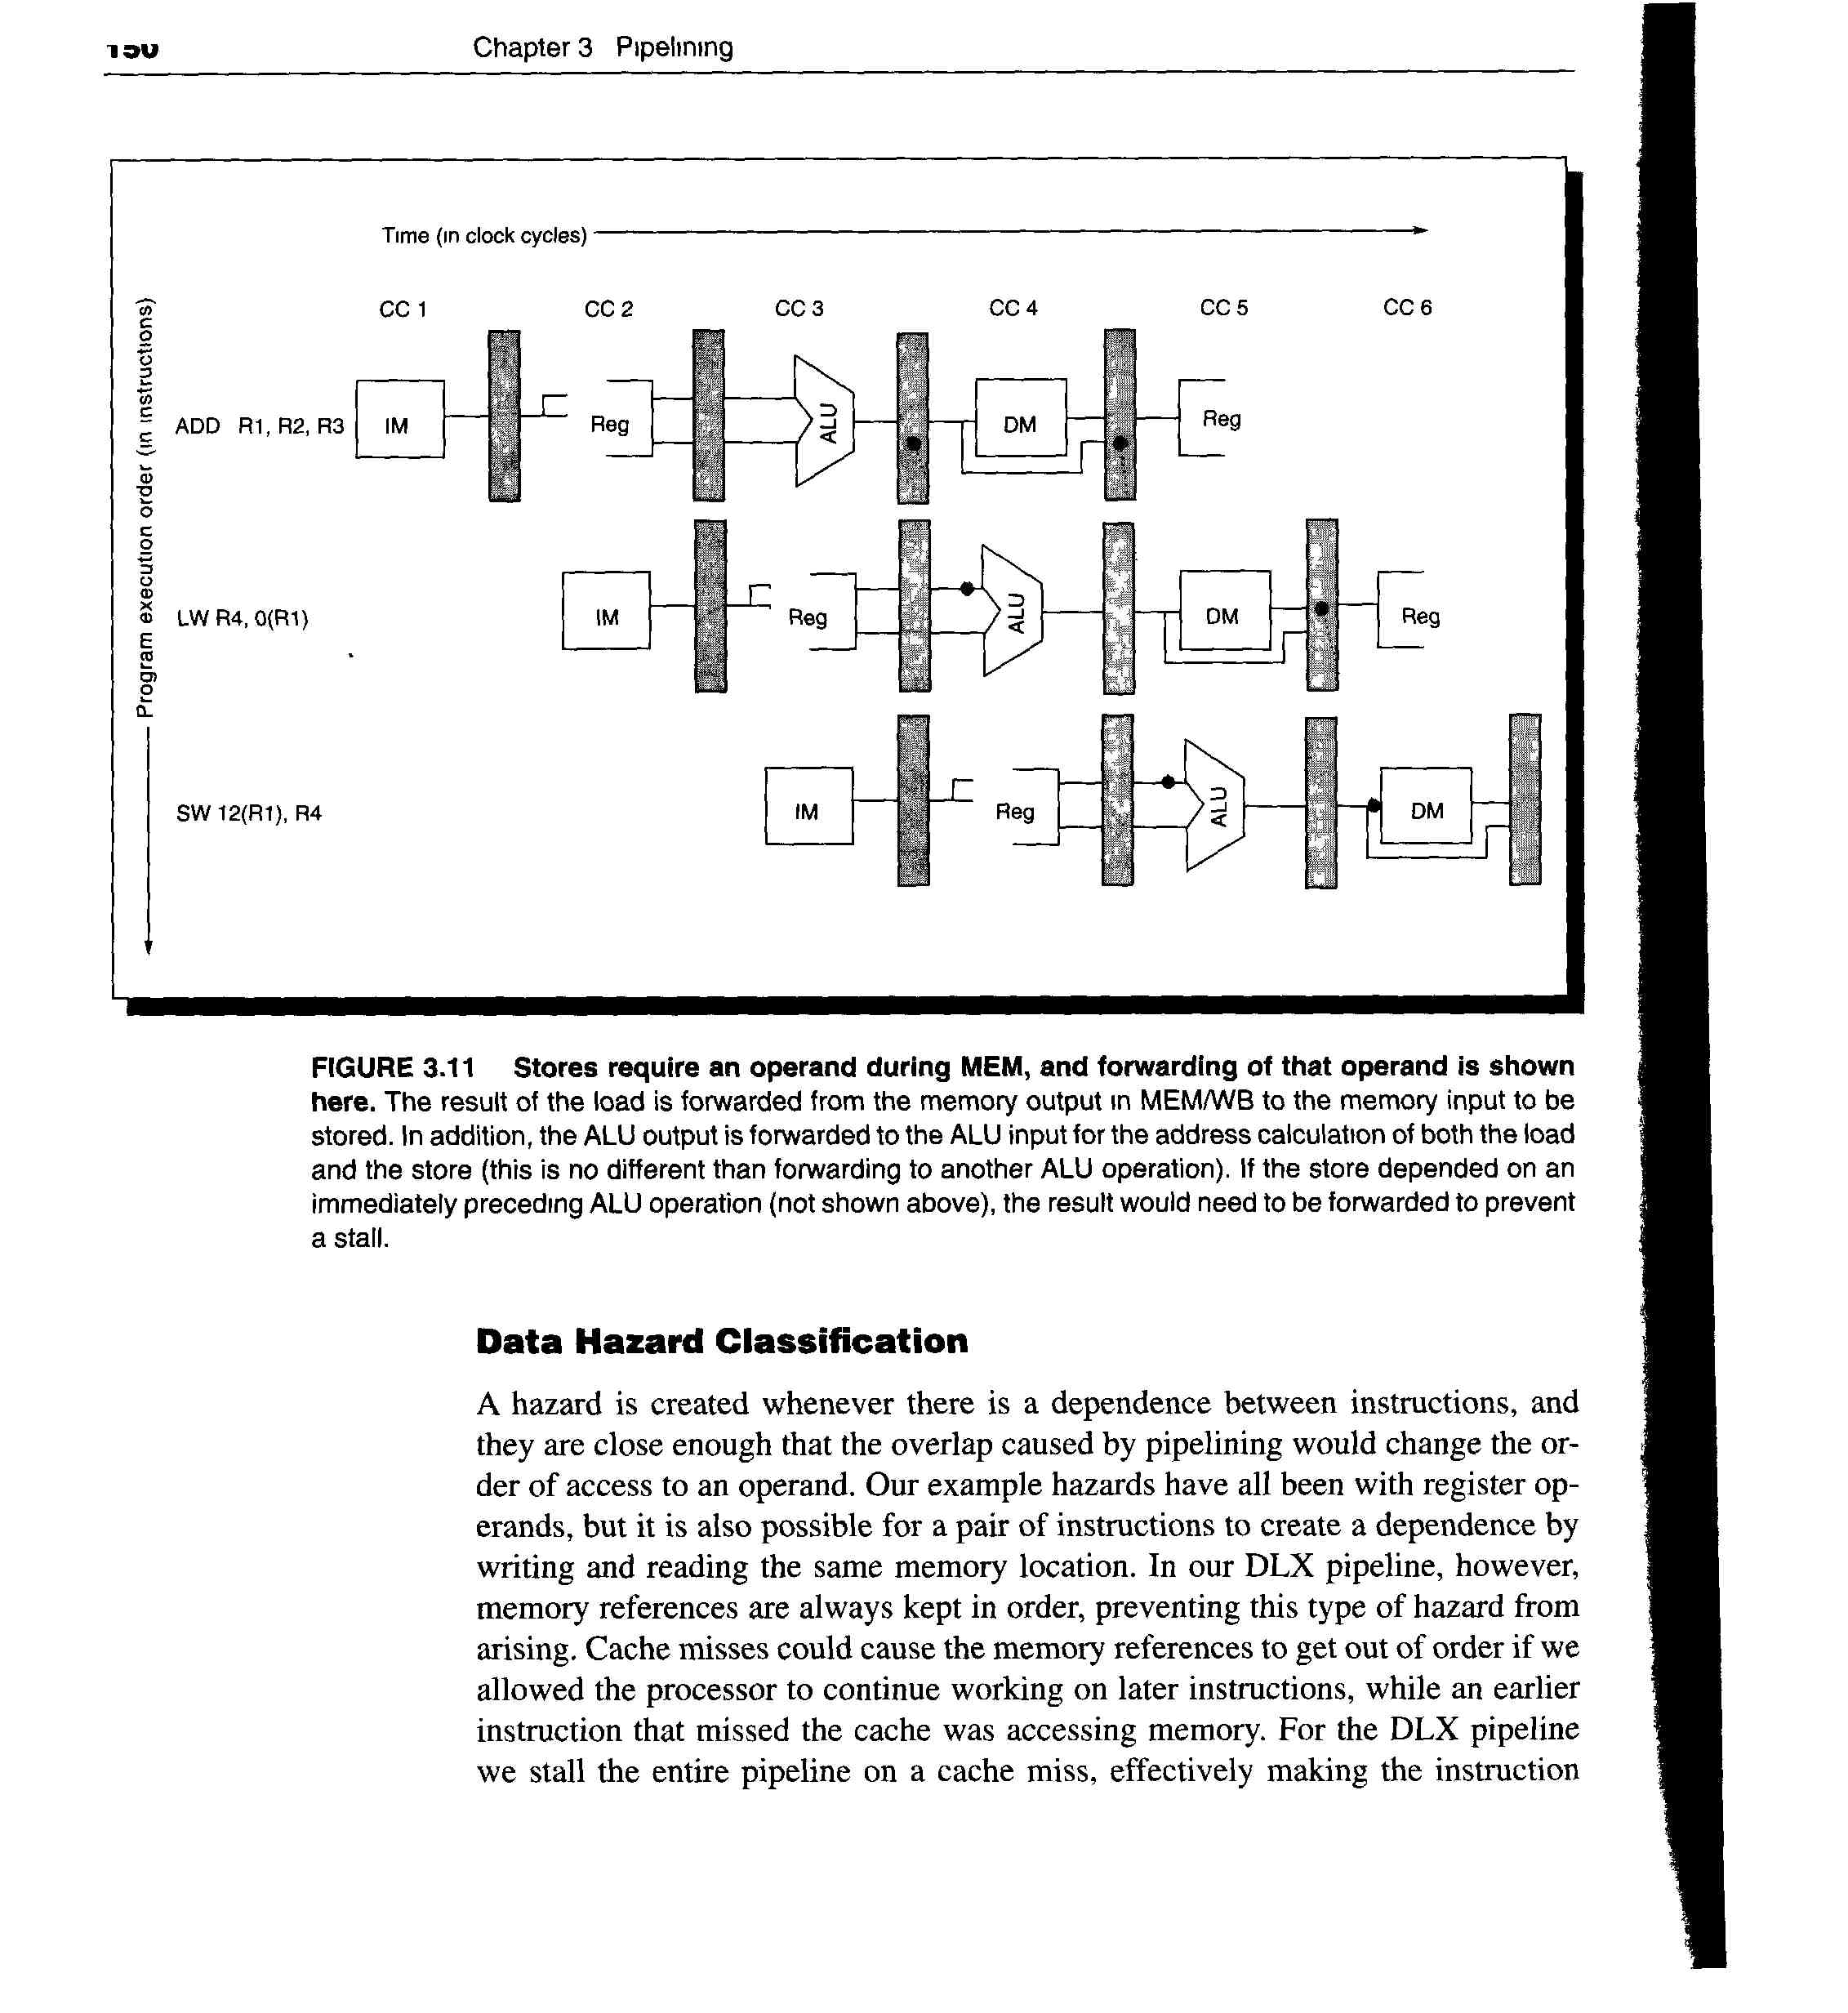 150
Chapter 3 Pipelining
Time (in clock cycles)
CC 1 CC 2 CC 3 CC 4 CC 5 CC 6
Program execution order (in instructions)
ADD R1, R2, R3 IM Reg ALU DM Reg
LW R4, 0(R1) IM Reg ALU DM Reg
SW 12(R1), R4 IM Reg ALU DM
FIGURE 3.11 Stores require an operand during MEM, and forwarding of that operand is shown
here. The result of the load is forwarded from the memory output in MEM/WB to the memory input to be
stored. In addition, the ALU output is forwarded to the ALU input for the address calculation of both the load
and the store (this is no different than forwarding to another ALU operation). If the store depended on an
immediately preceding ALU operation (not shown above), the result would need to be forwarded to prevent
a stall.
Data Hazard Classification
A hazard is created whenever there is a dependence between instructions, and
they are close enough that the overlap caused by pipelining would change the or-
der of access to an operand. Our example hazards have all been with register op-
erands, but it is also possible for a pair of instructions to create a dependence by
writing and reading the same memory location. In our DLX pipeline, however,
memory references are always kept in order, preventing this type of hazard from
arising. Cache misses could cause the memory references to get out of order if we
allowed the processor to continue working on later instructions, while an earlier
instruction that missed the cache was accessing memory. For the DLX pipeline
we stall the entire pipeline on a cache miss, effectively making the instruction